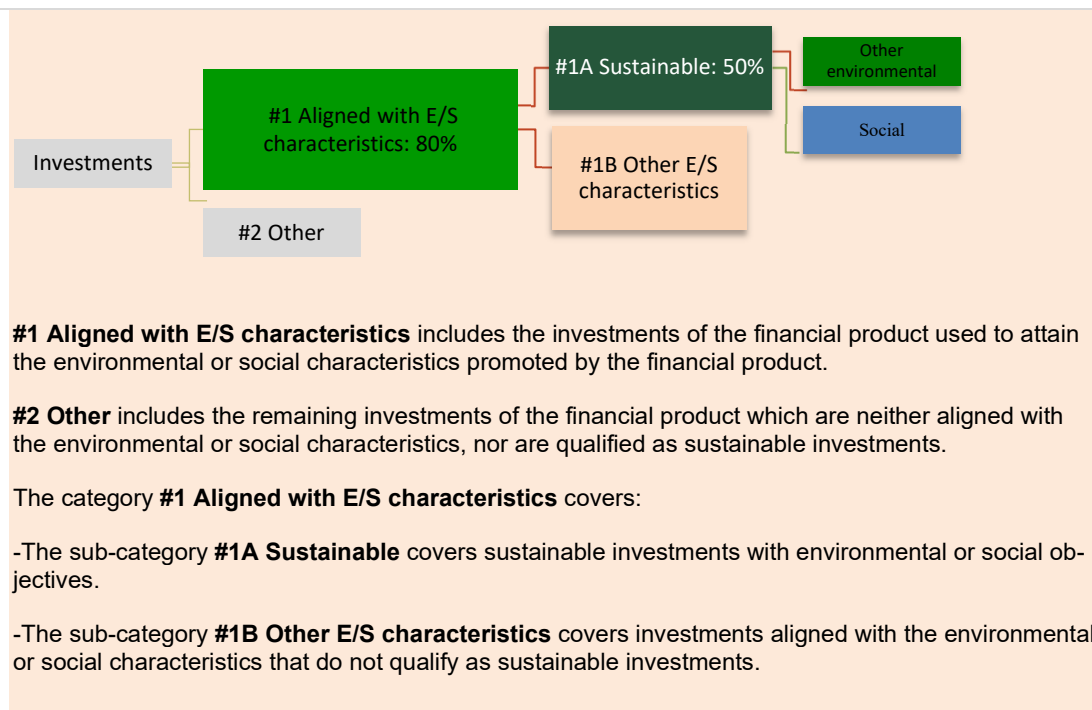 Investments
#1 Aligned with E/S
characteristics: 80%
#2 Other
#1A Sustainable: 50%
#1B Other E/S
characteristics
Other
environmental
Social
#1 Aligned with E/S characteristics includes the investments of the financial product used to attain
the environmental or social characteristics promoted by the financial product.
#2 Other includes the remaining investments of the financial product which are neither aligned with
the environmental or social characteristics, nor are qualified as sustainable investments.
The category #1 Aligned with E/S characteristics covers:
-The sub-category #1A Sustainable covers sustainable investments with environmental or social ob-
jectives.
-The sub-category #1B Other E/S characteristics covers investments aligned with the environmental
or social characteristics that do not qualify as sustainable investments.